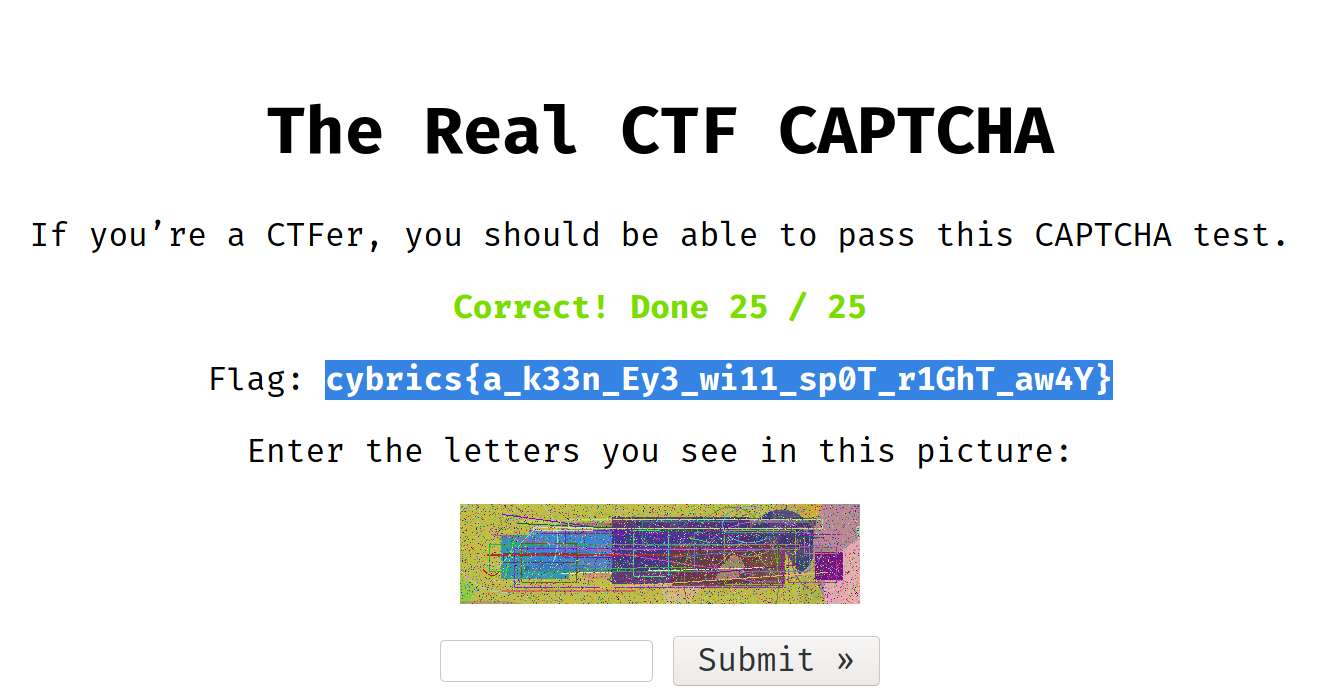 The Real CTF CAPTCHA
If you’re a CTFer, you should be able to pass this CAPTCHA test.
Correct! Done 25 / 25
Flag: cybrics{a_k33n_Ey3_wi11_sp0T_r1GhT_aw4Y}
Enter the letters you see in this picture:
Submit »